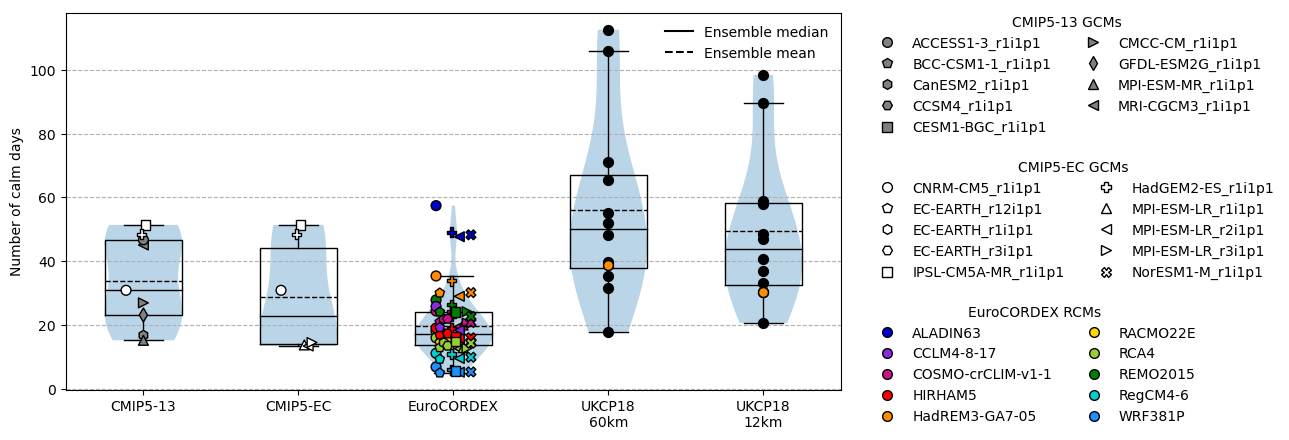 Number of calm days
0
20
40
60
80
100
CMIP5-13
CMIP5-EC
EuroCORDEX
UKCP18
60km
UKCP18
12km
Ensemble median
Ensemble mean
CMIP5-13 GCMs
ACCESS1-3_r1i1p1
BCC-CSM1-1_r1i1p1
CanESM2_r1i1p1
CCSM4_r1i1p1
CESM1-BGC_r1i1p1
CMCC-CM_r1i1p1
GFDL-ESM2G_r1i1p1
MPI-ESM-MR_r1i1p1
MRI-CGCM3_r1i1p1
CMIP5-EC GCMs
CNRM-CM5_r1i1p1
EC-EARTH_r12i1p1
EC-EARTH_r1i1p1
EC-EARTH_r3i1p1
IPSL-CM5A-MR_r1i1p1
HadGEM2-ES_r1i1p1
MPI-ESM-LR_r1i1p1
MPI-ESM-LR_r2i1p1
MPI-ESM-LR_r3i1p1
NorESM1-M_r1i1p1
EuroCORDEX RCMs
ALADIN63
CCLM4-8-17
COSMO-crCLIM-v1-1
HIRHAM5
HadREM3-GA7-05
RACMO22E
RCA4
REMO2015
RegCM4-6
WRF381P